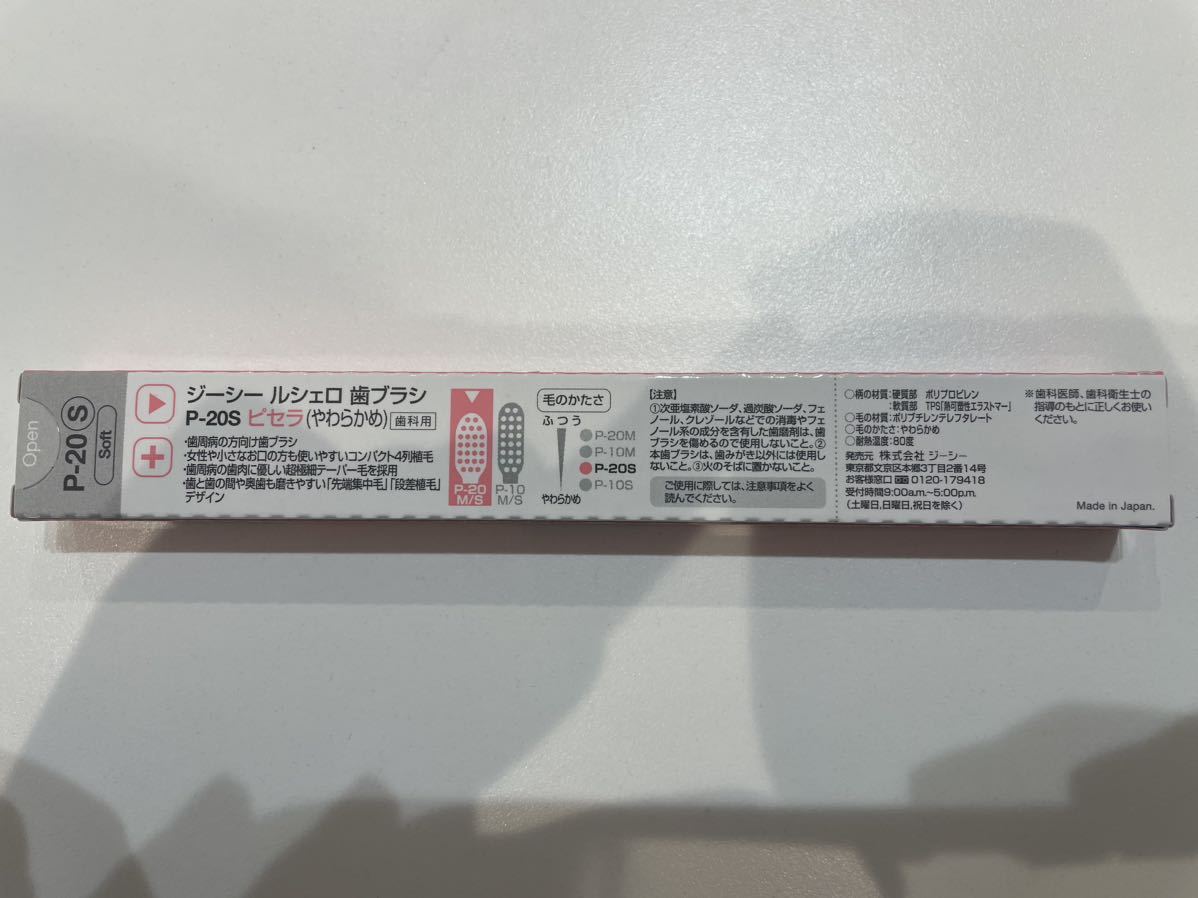 Open
P-20 S
Soft
ジーシー ルシェロ 歯ブラシ
P-20S ピセラ(やわらかめ) 歯科用
・歯周病の方向け歯ブラシ
・女性や小さなお口の方も使いやすいコンパクト4列植毛
・歯周病の歯肉に優しい超極細テーパー毛を採用
・歯と歯の間や奥歯も磨きやすい「先端集中毛」「段差植毛」
デザイン
P-20
M/S
P-10
M/S
毛のかたさ
ふつう
P-20M
P-10M
P-20S
P-10S
やわらかめ
【注意】
①次亜塩素酸ソーダ、過炭酸ソーダ、フェ
ノール、クレゾールなどでの消毒やフェ
ノール系の成分を含有した歯磨剤は、歯
ブラシを傷めるので使用しないこと。②
本歯ブラシは、歯みがき以外には使用し
ないこと。③火のそばに置かないこと。
ご使用に際しては、注意事項をよく
読んでください。
○柄の材質:硬質部 ポリプロピレン
:軟質部 TPS「熱可塑性エラストマー」
○毛の材質:ポリブチレンテレフタレート
○毛のかたさ:やわらかめ
○耐熱温度:80度
発売元 株式会社 ジーシー
東京都文京区本郷3丁目2番14号
お客様窓口 0120-179418
受付時間9:00a.m.~5:00p.m.
(土曜日,日曜日,祝日を除く)
※歯科医師、歯科衛生士の
指導のもとに正しくお使い
ください。
Made in Japan.